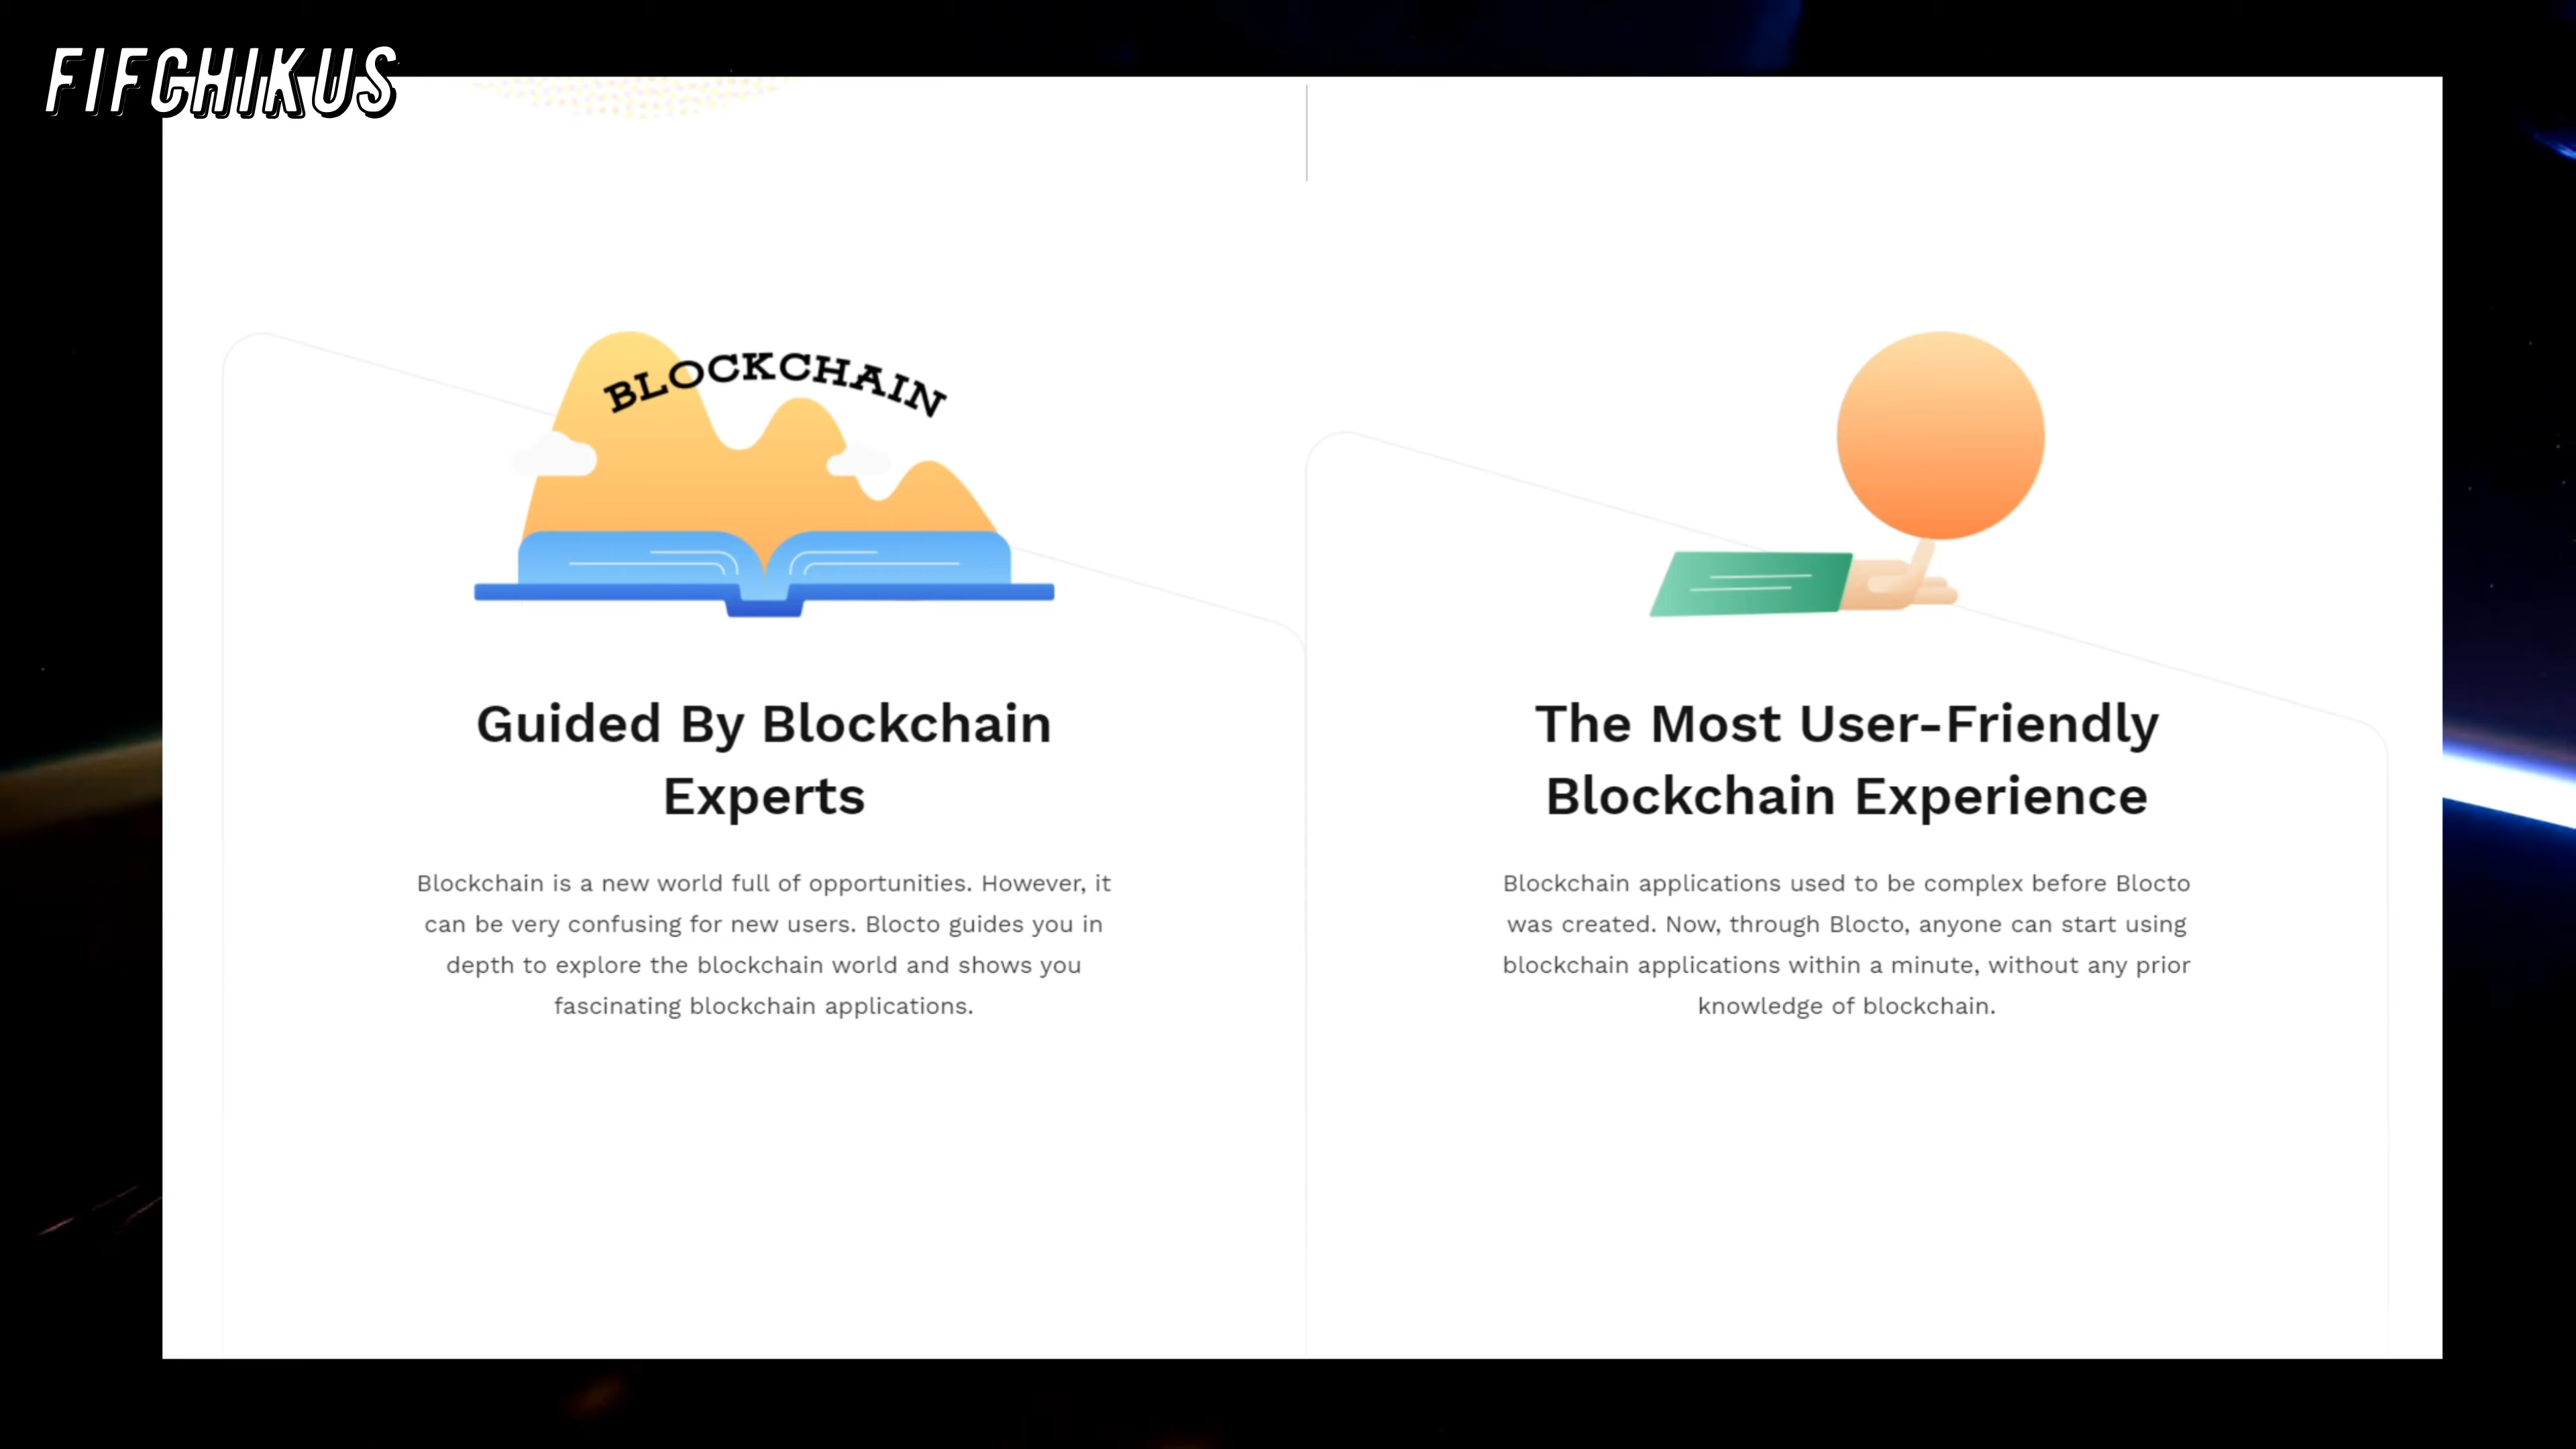 FIFCHIKUS
BLOCKCHAIN
Guided By Blockchain
Experts
Blockchain is a new world full of opportunities. However, it
can be very confusing for new users. Blocto guides you in
depth to explore the blockchain world and shows you
fascinating blockchain applications.
The Most User-Friendly
Blockchain Experience
Blockchain applications used to be complex before Blocto
was created. Now, through Blocto, anyone can start using
blockchain applications within a minute, without any prior
knowledge of blockchain.